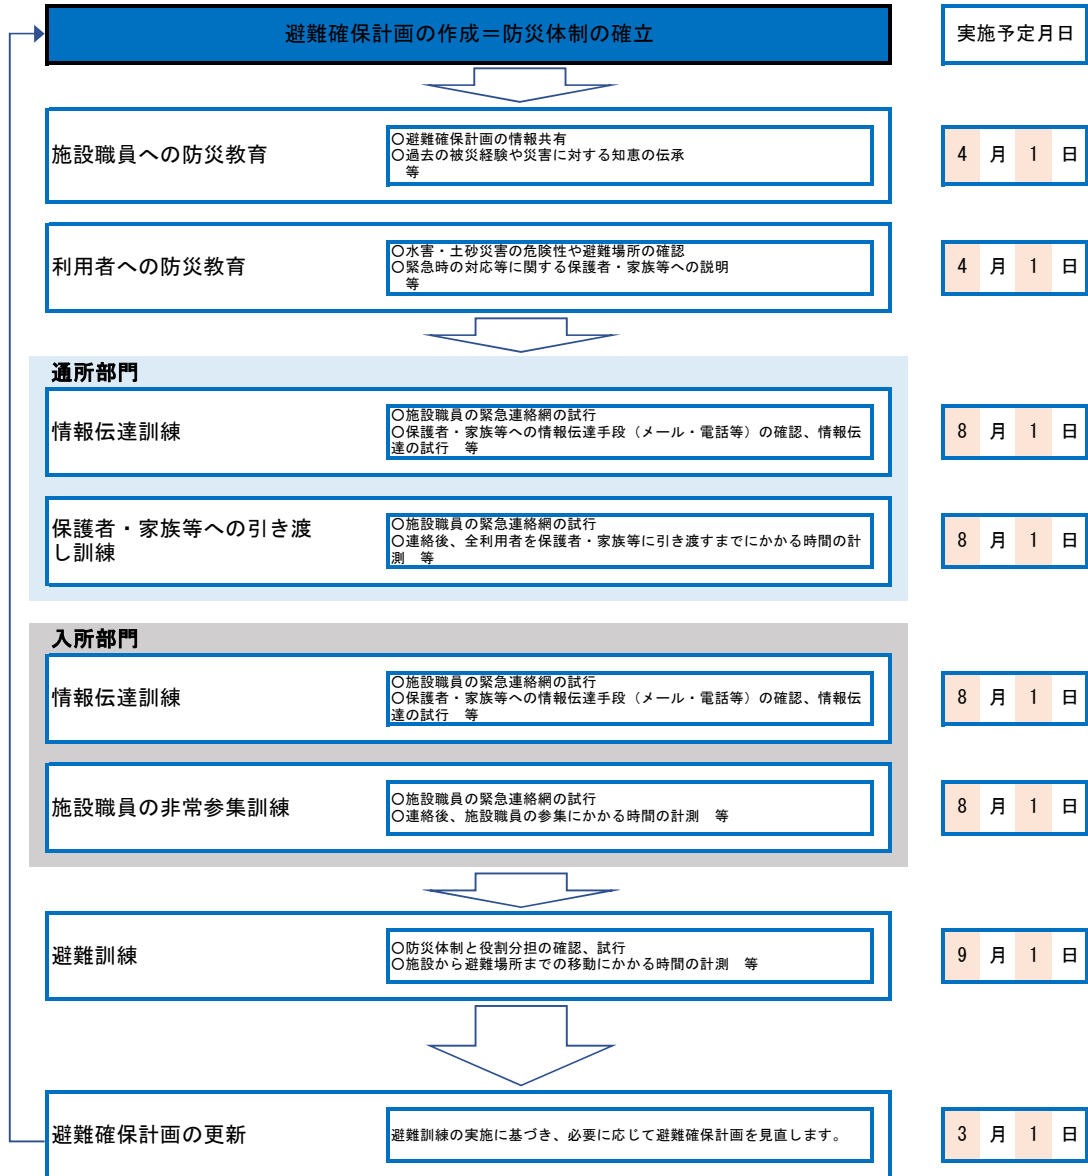 避難確保計画の作成＝防災体制の確立
実施予定月日
施設職員への防災教育
〇避難確保計画の情報共有
〇過去の被災経験や災害に対する知恵の伝承
等
4 月 1 日
利用者への防災教育
〇水害・土砂災害の危険性や避難場所の確認
〇緊急時の対応等に関する保護者・家族等への説明
等
4 月 1 日
通所部門
情報伝達訓練
〇施設職員の緊急連絡網の試行
〇保護者・家族等への情報伝達手段（メール・電話等）の確認、情報伝
達の試行　等
8 月 1 日
保護者・家族等への引き渡
し訓練
〇施設職員の緊急連絡網の試行
〇連絡後、全利用者を保護者・家族等に引き渡すまでにかかる時間の計
測　等
8 月 1 日
入所部門
情報伝達訓練
〇施設職員の緊急連絡網の試行
〇保護者・家族等への情報伝達手段（メール・電話等）の確認、情報伝
達の試行　等
8 月 1 日
施設職員の非常参集訓練
〇施設職員の緊急連絡網の試行
〇連絡後、施設職員の参集にかかる時間の計測　等
8 月 1 日
避難訓練
〇防災体制と役割分担の確認、試行
〇施設から避難場所までの移動にかかる時間の計測　等
9 月 1 日
避難確保計画の更新
避難訓練の実施に基づき、必要に応じて避難確保計画を見直します。
3 月 1 日